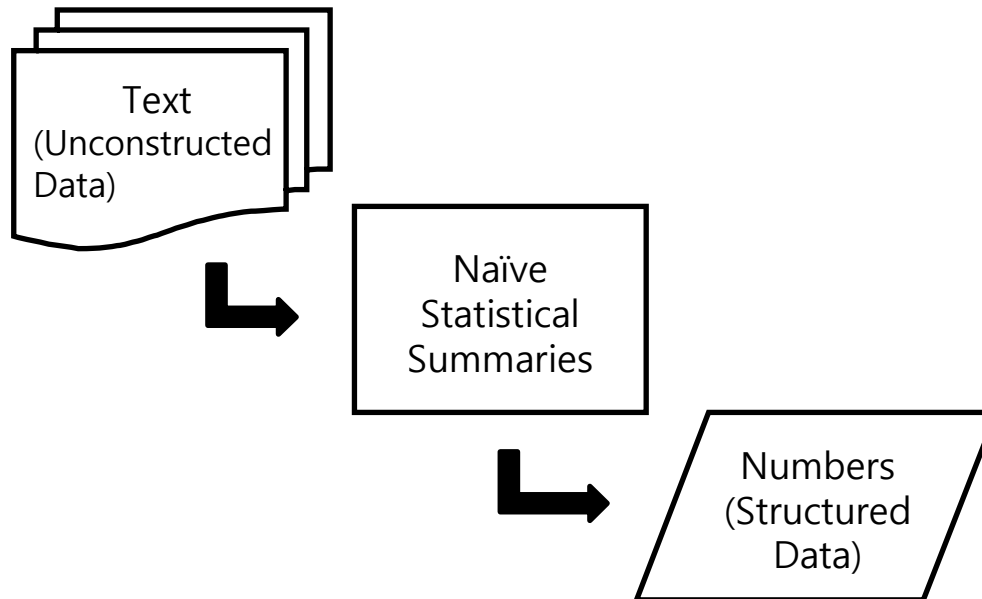 Text
(Unconstructed
Data)
Naïve
Statistical
Summaries
Numbers
(Structured
Data)